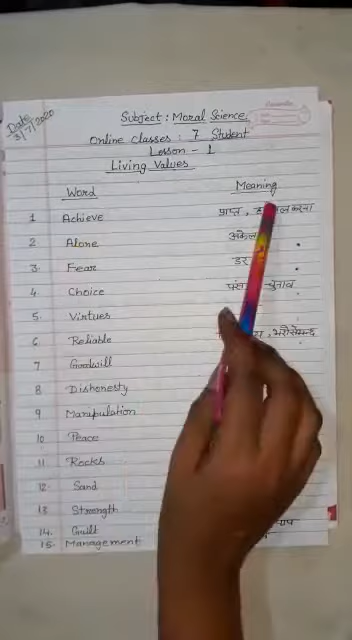 Date
3/7/2020
Subject: Moral Science
Online classes: 7 Student
Lesson - 1
Living Values
Word Meaning
1 Achieve प्राप्त,
2 Alone
3. Fear डर
4. Choice चुनाव
5. Virtues
6 Reliable भरोसेमन्द
7 Goodwill
8 Dishonesty
9 Manipulation
10 Peace
11 Rocks
12. Sand
13 Strength
14. Guilt
15. Management